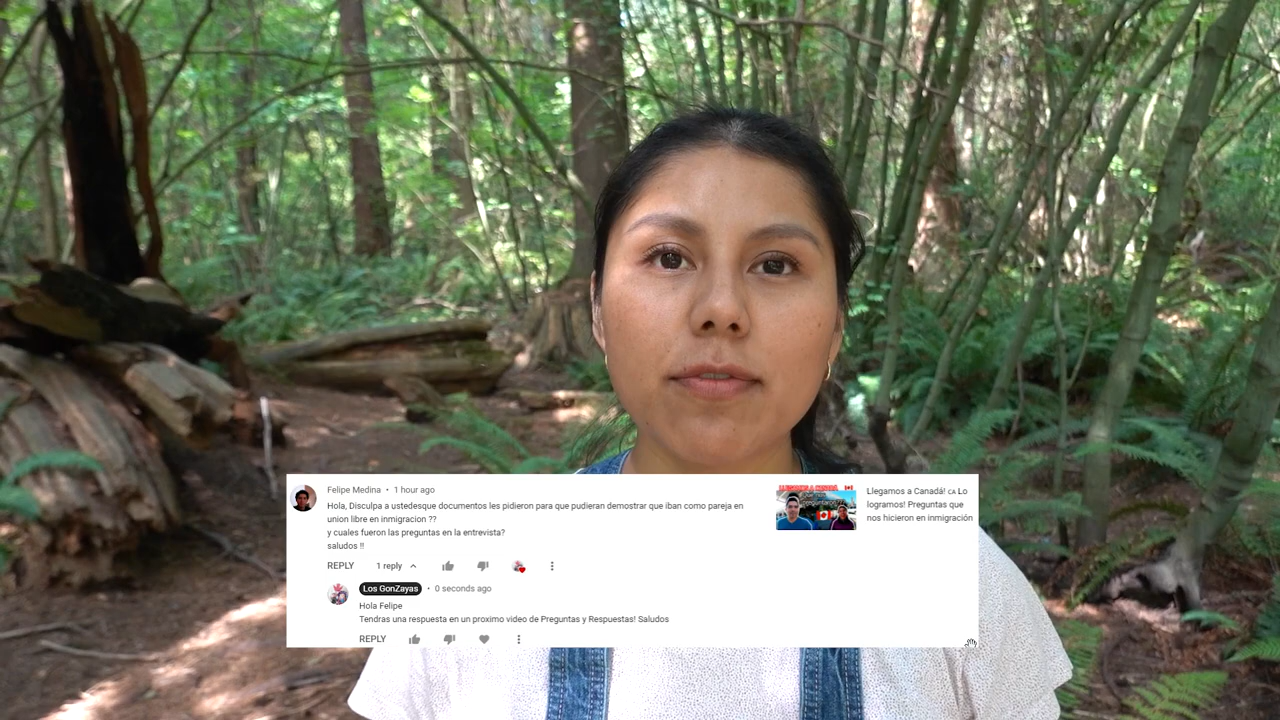 Felipe Medina • 1 hour ago
Hola, Disculpa a ustedesque documentos les pidieron para que pudieran demostrar que iban como pareja en
union libre en inmigracion ??
y cuales fueron las preguntas en la entrevista?
saludos !!
REPLY 1 reply
Los GonZayas • 0 seconds ago
Hola Felipe
Tendras una respuesta en un proximo video de Preguntas y Respuestas! Saludos
REPLY
Llegamos a Canadá! CA Lo
logramos! Preguntas que
nos hicieron en inmigración